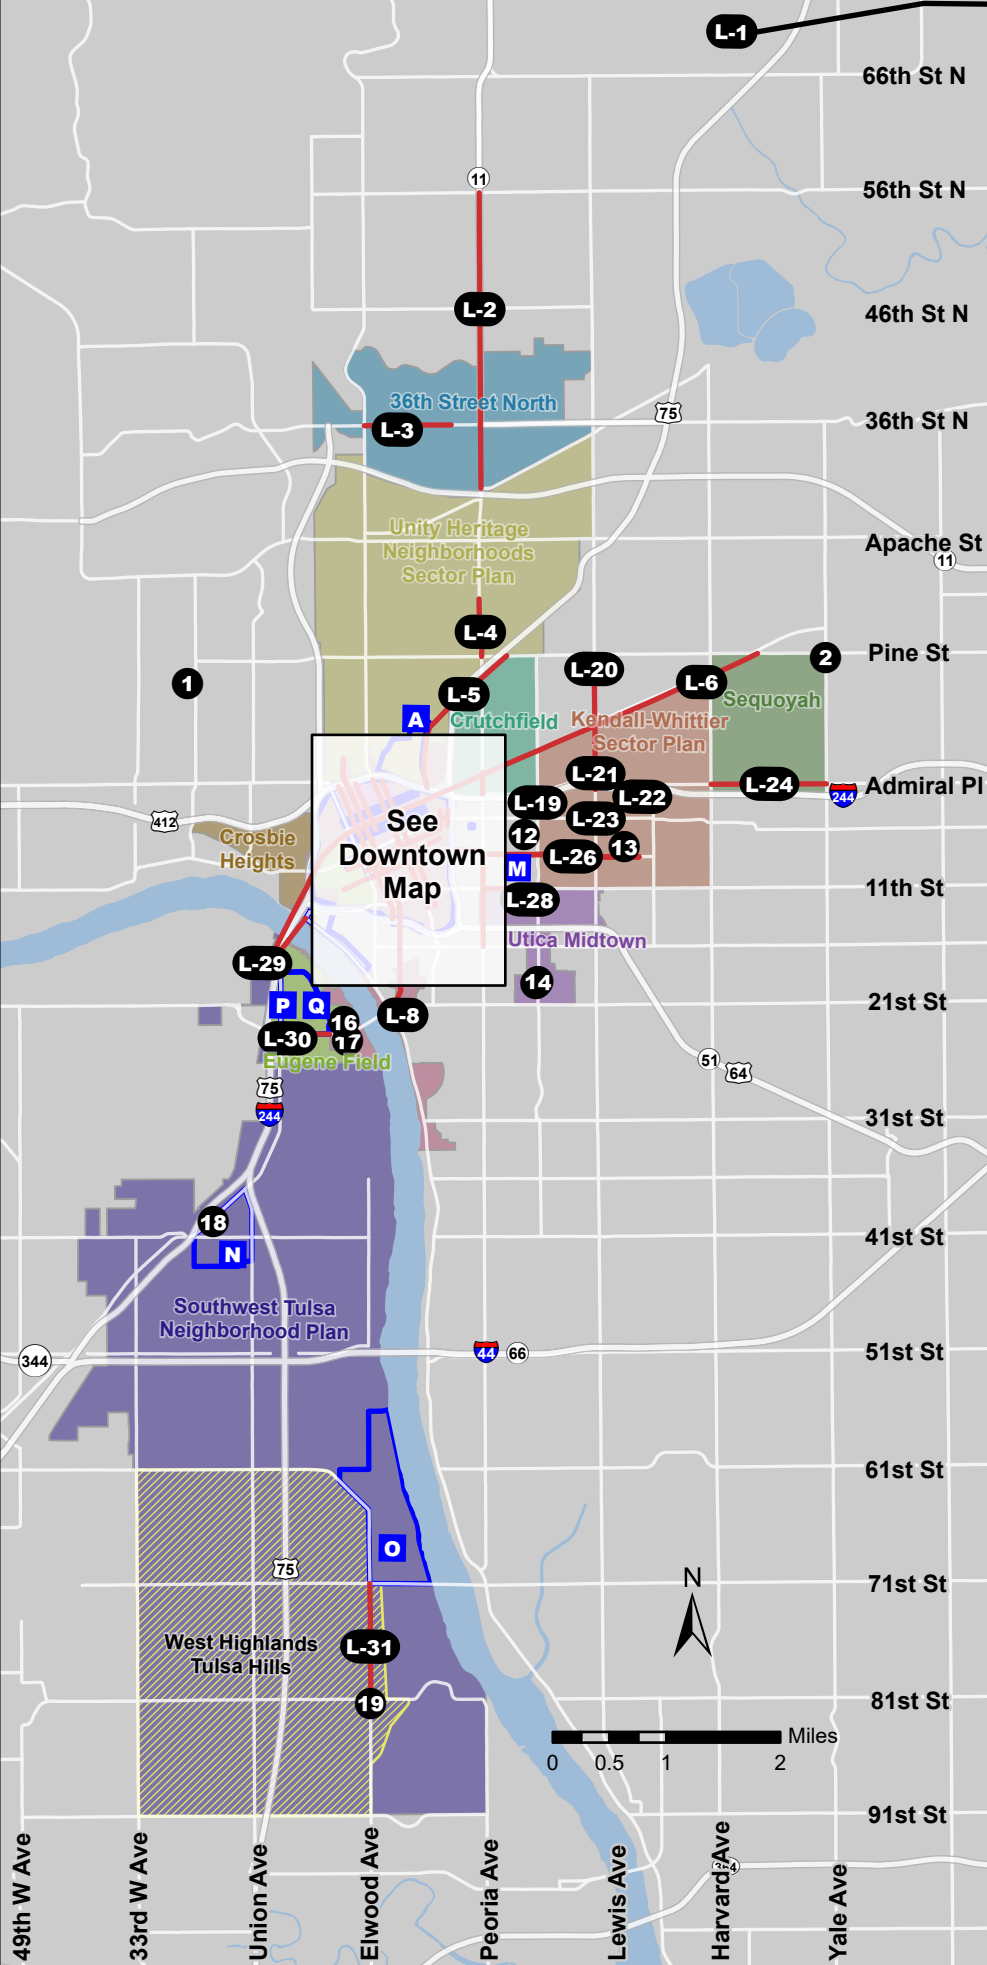 L-1
66th St N
11
56th St N
L-2
46th St N
36th Street North
75
36th St N
L-3
Unity Heritage
Neighborhoods
Sector Plan
Apache St
11
L-4
L-20
2
Pine St
1
L-5
L-6
Sequoyah
A
Crutchfield
Kendall-Whittier
Sector Plan
L-21
L-24
Admiral Pl
244
L-22
L-19
412
See
Downtown
Map
Crosbie
Heights
L-23
12
13
L-26
M
11th St
L-28
Utica Midtown
L-29
14
P
Q
21st St
L-8
16
L-30
17
Eugene Field
51
64
75
244
31st St
18
41st St
N
Southwest Tulsa
Neighborhood Plan
344
44
66
51st St
61st St
O
75
N
71st St
West Highlands
Tulsa Hills
L-31
19
81st St
Miles
0
0.5
1
2
91st St
49th W Ave
33rd W Ave
Union Ave
Elwood Ave
Peoria Ave
Lewis Ave
Harvard Ave
Yale Ave